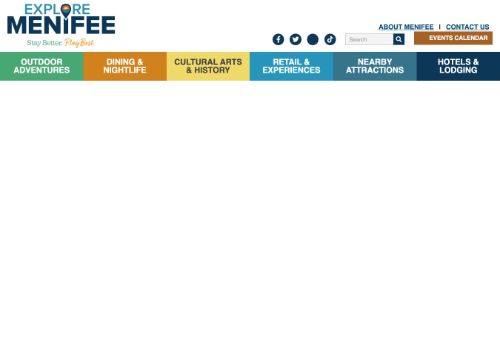 EXPLORE
MENIFEE
Stay Better. Play Best.
ABOUT MENIFEE | CONTACT US
Search
EVENTS CALENDAR
OUTDOOR ADVENTURES
DINING & NIGHTLIFE
CULTURAL ARTS & HISTORY
RETAIL & EXPERIENCES
NEARBY ATTRACTIONS
HOTELS & LODGING